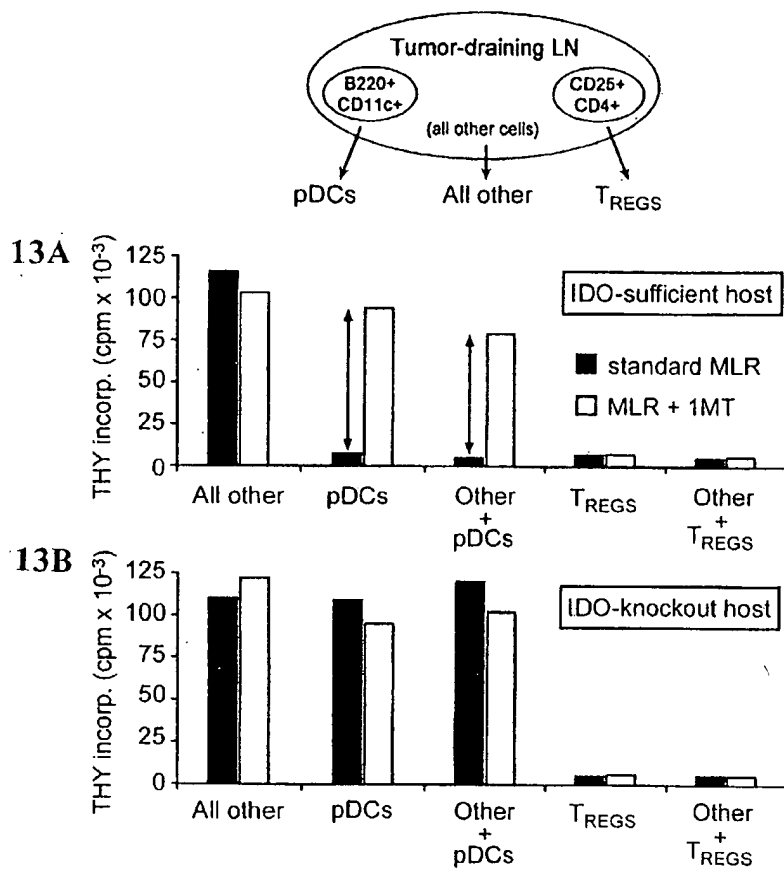 Tumor-draining LN
B220+
CD11c+
CD25+
CD4+
(all other cells)
pDCs
All other
TREGS
13A
THY incorp. (cpm x 10-3)
125
100
75
50
25
0
IDO-sufficient host
standard MLR
MLR + 1MT
All other
pDCs
Other
+
pDCs
TREGS
Other
+
TREGS
13B
THY incorp. (cpm x 10-3)
125
100
75
50
25
0
IDO-knockout host
All other
pDCs
Other
+
pDCs
TREGS
Other
+
TREGS